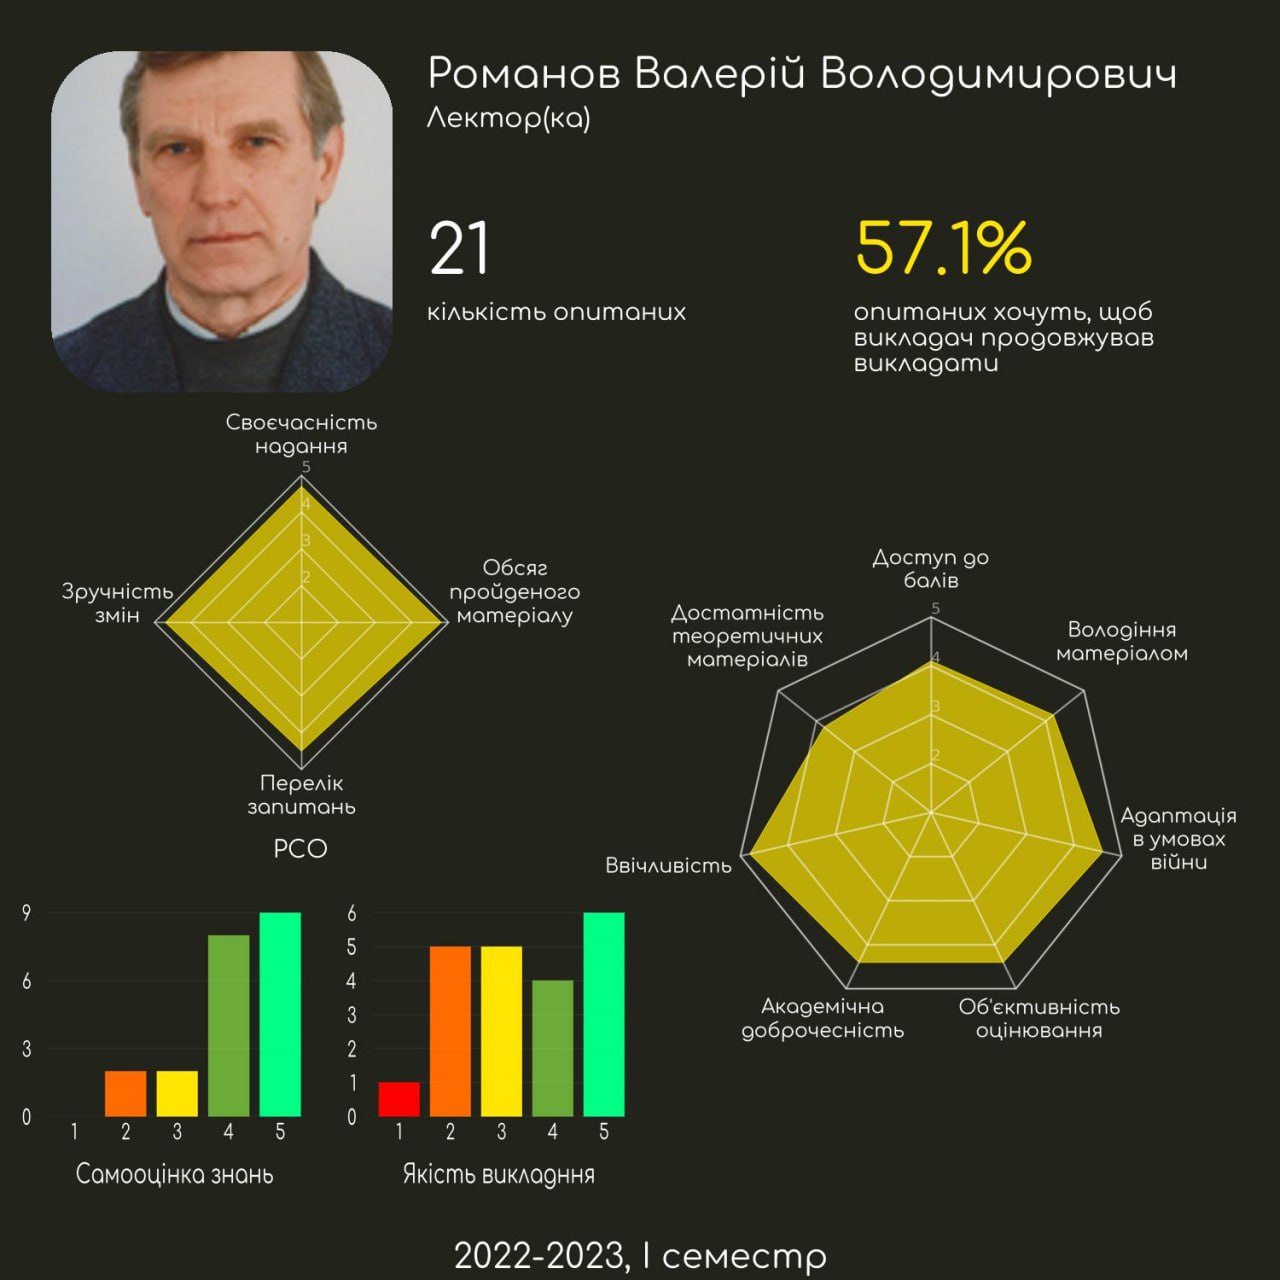 Романов Валерій Володимирович
Лектор(ка)
21
кількість опитаних
57.1%
опитаних хочуть, щоб
викладач продовжував
викладати
Своєчасність
надання
5
4
3
2
Зручність
змін
Обсяг
пройденого
матеріалу
Перелік
запитань
РСО
Доступ до
балів
5
4
3
2
Достатність
теоретичних
матеріалів
Володіння
матеріалом
Адаптація
в умовах
війни
Ввічливість
Академічна
доброчесність
Об'єктивність
оцінювання
9
6
3
0
1 2 3 4 5
Самооцінка знань
6
5
4
3
2
1
0
1 2 3 4 5
Якість викладння
2022-2023, I семестр